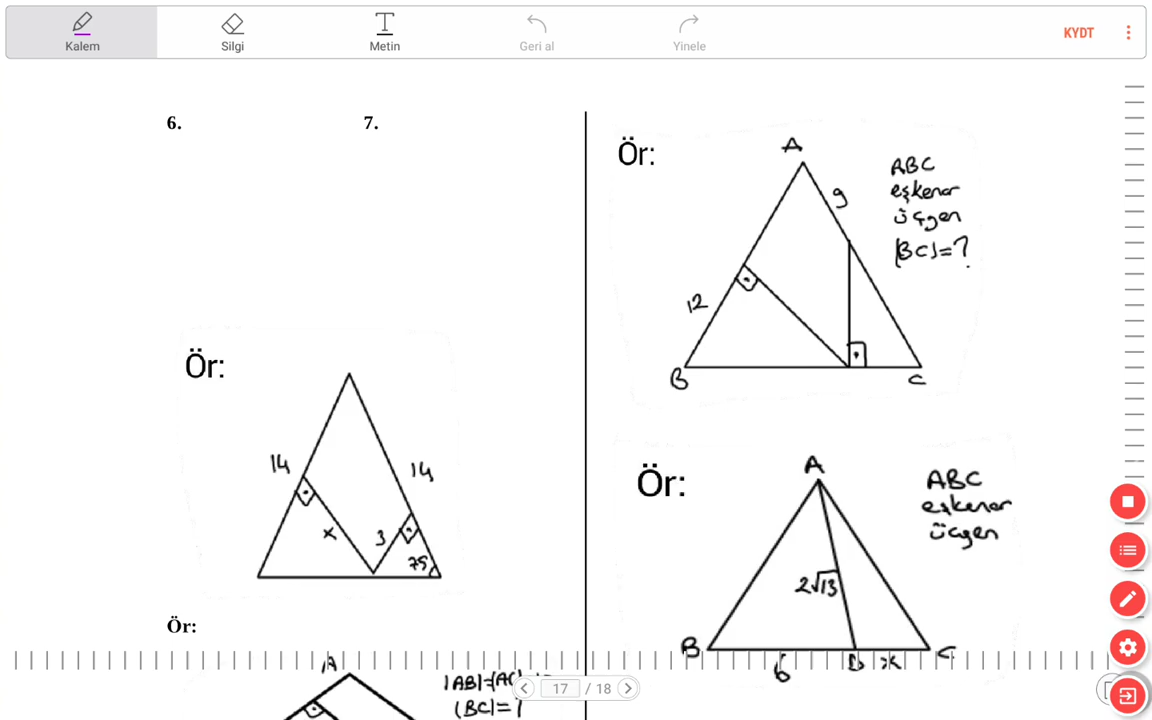 Kalem
Silgi
Metin
Geri al
Yinele
KYDT
6.
7.
Ör:
14
14
x
3
75
Ör:
A
|AB|=|AC|
|BC|=?
Ör:
A
9
12
B
C
ABC
eşkenar
üçgen
|BC|=?
Ör:
A
2√13
B
6
D
x
C
ABC
eşkenar
üçgen
17 / 18